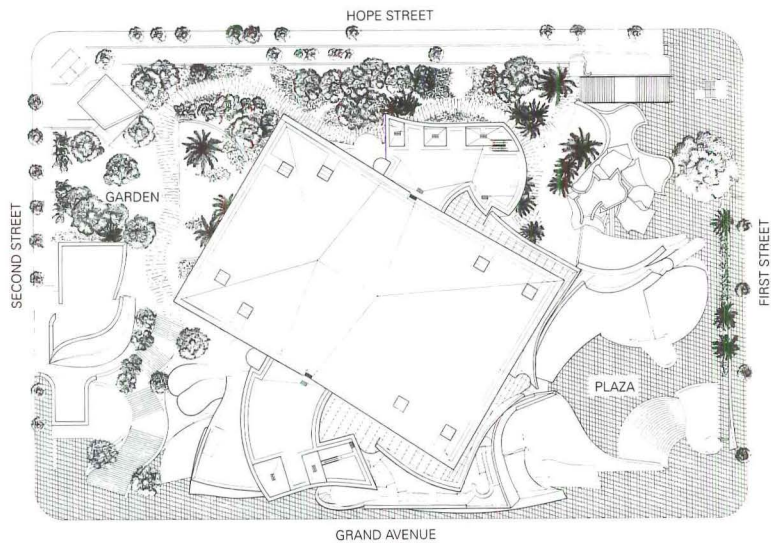 HOPE STREET
SECOND STREET
GARDEN
FIRST STREET
PLAZA
GRAND AVENUE